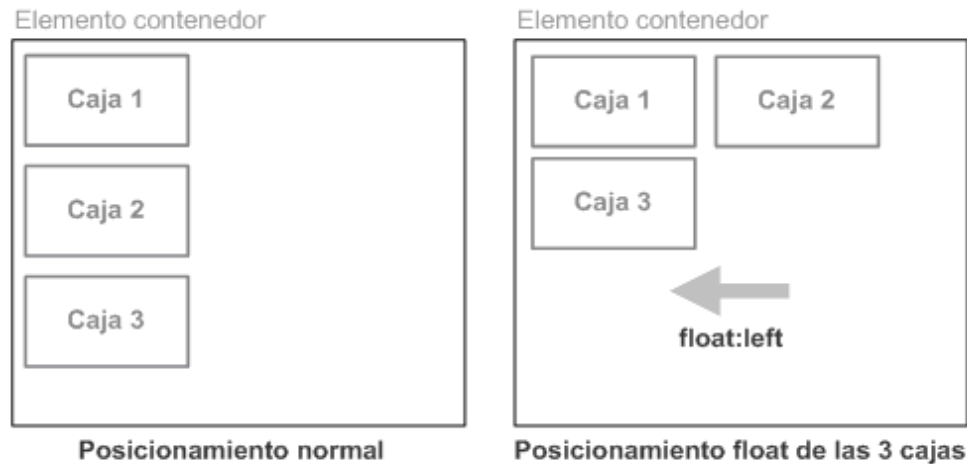 Elemento contenedor
Caja 1
Caja 2
Caja 3
Posicionamiento normal
Elemento contenedor
Caja 1 Caja 2
Caja 3
float:left
Posicionamiento float de las 3 cajas